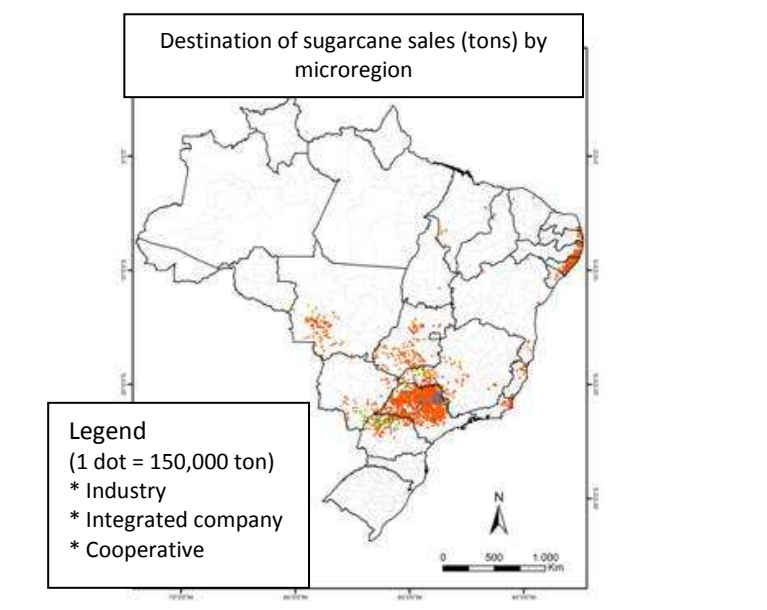 Destination of sugarcane sales (tons) by
microregion
Legend
(1 dot = 150,000 ton)
* Industry
* Integrated company
* Cooperative
N
0 500 1.000
Km